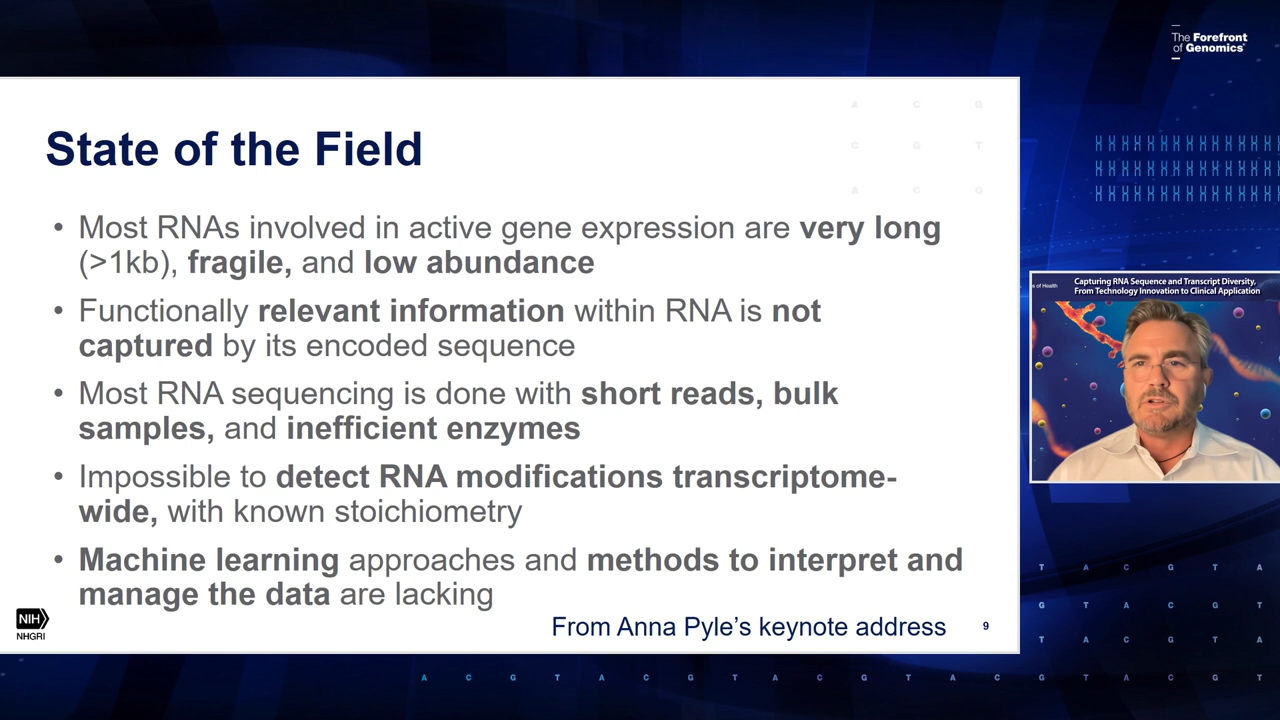 The Forefront
of Genomics®
State of the Field
A C G
C G T
A C G
• Most RNAs involved in active gene expression are very long
(>1kb), fragile, and low abundance
• Functionally relevant information within RNA is not
captured by its encoded sequence
• Most RNA sequencing is done with short reads, bulk
samples, and inefficient enzymes
• Impossible to detect RNA modifications transcriptome-
wide, with known stoichiometry
• Machine learning approaches and methods to interpret and
manage the data are lacking
NIH
NHGRI
From Anna Pyle's keynote address
9
s of Health
Capturing RNA Sequence and Transcript Diversity,
From Technology Innovation to Clinical Application
T A C G T A
G T A C G T
T A C G T A
A C G T A C G T A C G T A C G T A C G T